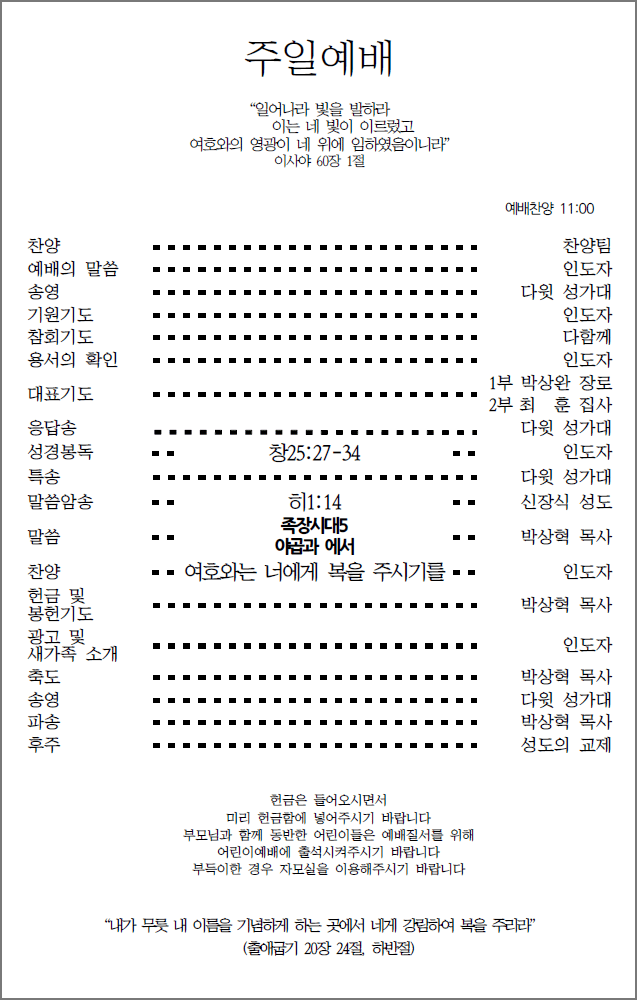 주일예배
“일어나라 빛을 발하라
이는 네 빛이 이르렀고
여호와의 영광이 네 위에 임하였음이니라”
이사야 60장 1절
예배찬양 11:00
찬양 찬양팀
예배의 말씀 인도자
송영 다윗 성가대
기원기도 인도자
참회기도 다함께
용서의 확인 인도자
대표기도 1부 박상완 장로
2부 최 훈 집사
응답송 다윗 성가대
성경봉독 창25:27-34 인도자
특송 다윗 성가대
말씀암송 히1:14 신장식 성도
말씀 족장시대5 박상혁 목사
야곱과 에서
찬양 여호와는 너에게 복을 주시기를 인도자
헌금 및
봉헌기도 박상혁 목사
광고 및
새가족 소개 인도자
축도 박상혁 목사
송영 다윗 성가대
파송 박상혁 목사
후주 성도의 교제
헌금은 들어오시면서
미리 헌금함에 넣어주시기 바랍니다
부모님과 함께 동반한 어린이들은 예배질서를 위해
어린이예배에 출석시켜주시기 바랍니다
부득이한 경우 자모실을 이용해주시기 바랍니다
“내가 무릇 내 이름을 기념하게 하는 곳에서 네게 강림하여 복을 주리라”
(출애굽기 20장 24절, 하반절)